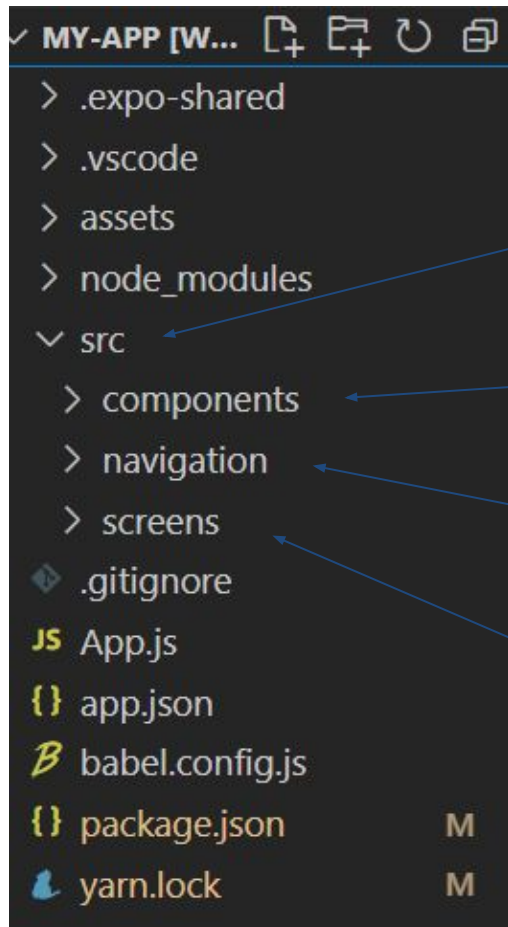 MY-APP [W...
.expo-shared
.vscode
assets
node_modules
src
components
navigation
screens
.gitignore
JS App.js
{} app.json
B babel.config.js
{} package.json M
yarn.lock M